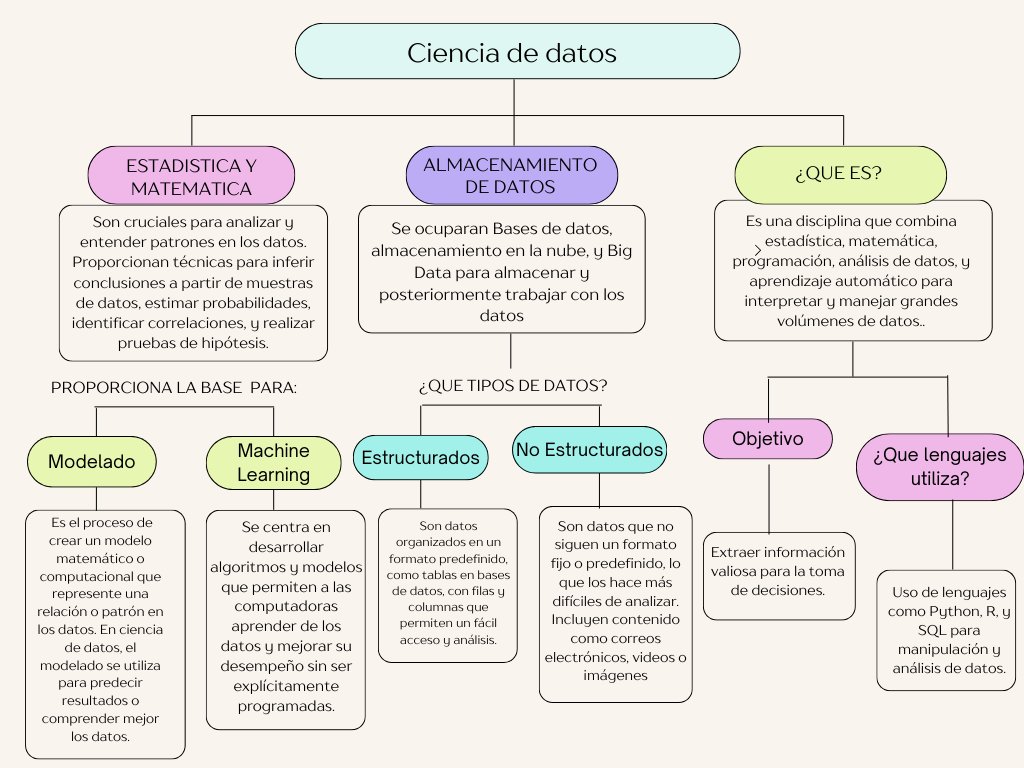 Ciencia de datos
ESTADISTICA Y
MATEMATICA
Son cruciales para analizar y
entender patrones en los datos.
Proporcionan técnicas para inferir
conclusiones a partir de muestras
de datos, estimar probabilidades,
identificar correlaciones, y realizar
pruebas de hipótesis.
ALMACENAMIENTO
DE DATOS
Se ocuparan Bases de datos,
almacenamiento en la nube, y Big
Data para almacenar y
posteriormente trabajar con los
datos
¿QUE ES?
Es una disciplina que combina
estadística, matemática,
programación, análisis de datos, y
aprendizaje automático para
interpretar y manejar grandes
volúmenes de datos..
PROPORCIONA LA BASE PARA:
Modelado
Es el proceso de
crear un modelo
matemático o
computacional que
represente una
relación o patrón en
los datos. En ciencia
de datos, el
modelado se utiliza
para predecir
resultados o
comprender mejor
los datos.
Machine
Learning
Se centra en
desarrollar
algoritmos y modelos
que permiten a las
computadoras
aprender de los
datos y mejorar su
desempeño sin ser
explícitamente
programadas.
¿QUE TIPOS DE DATOS?
Estructurados
Son datos
organizados en un
formato predefinido,
como tablas en bases
de datos, con filas y
columnas que
permiten un fácil
acceso y análisis.
No Estructurados
Son datos que no
siguen un formato
fijo o predefinido, lo
que los hace más
difíciles de analizar.
Incluyen contenido
como correos
electrónicos, videos o
imágenes
Objetivo
Extraer información
valiosa para la toma
de decisiones.
¿Que lenguajes
utiliza?
Uso de lenguajes
como Python, R, y
SQL para
manipulación y
análisis de datos.